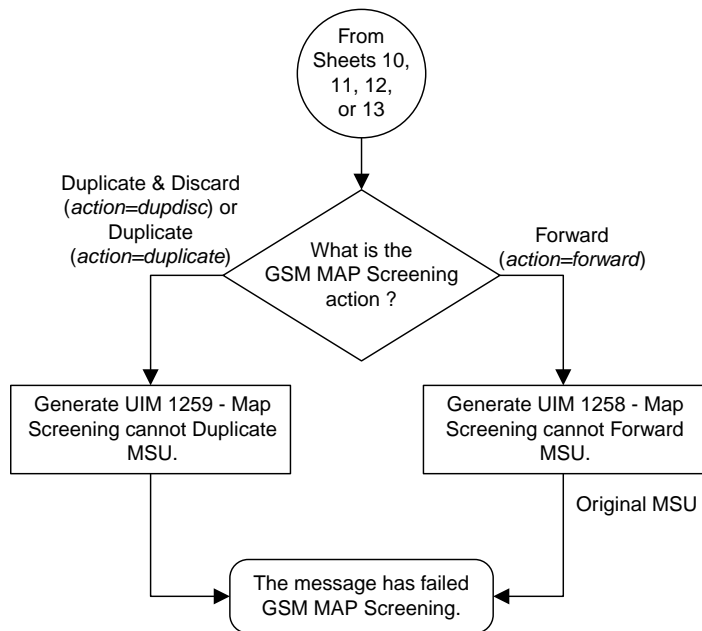 From
Sheets 10,
11, 12,
or 13
Duplicate & Discard
(action=dupdisc) or
Duplicate
(action=duplicate)
What is the
GSM MAP Screening
action ?
Forward
(action=forward)
Generate UIM 1259 - Map
Screening cannot Duplicate
MSU.
Generate UIM 1258 - Map
Screening cannot Forward
MSU.
Original MSU
The message has failed
GSM MAP Screening.